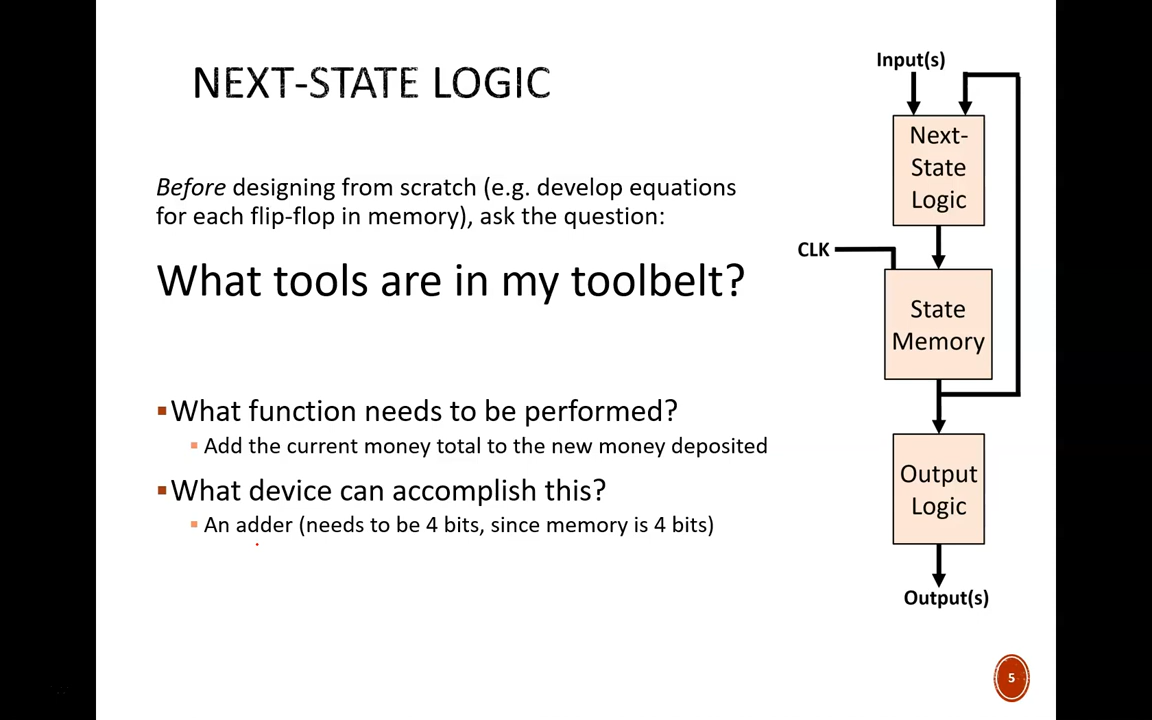 NEXT-STATE LOGIC
Before designing from scratch (e.g. develop equations
for each flip-flop in memory), ask the question:
What tools are in my toolbelt?
▪What function needs to be performed?
▪ Add the current money total to the new money deposited
▪What device can accomplish this?
▪ An adder (needs to be 4 bits, since memory is 4 bits)
Input(s)
Next-
State
Logic
CLK
State
Memory
Output
Logic
Output(s)
5